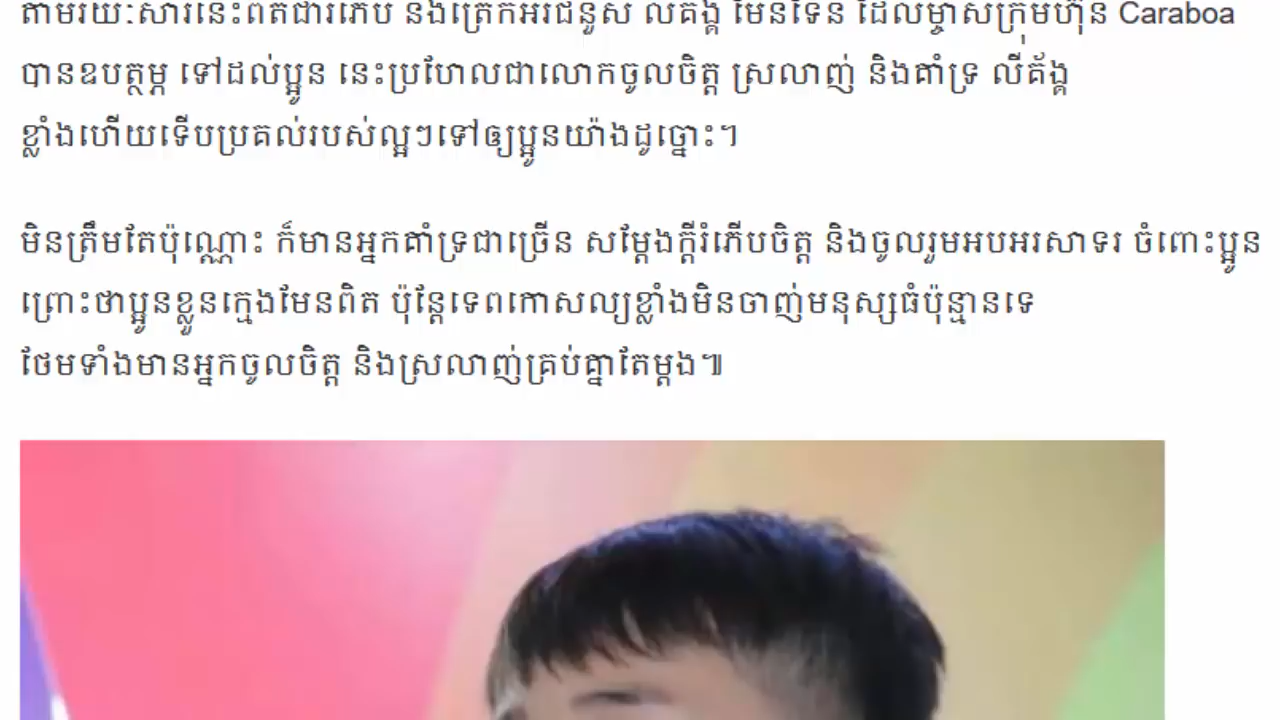 តាមរយៈសារនេះពិតជារំភើប និងត្រេកអរជំនួស លីគ័ង្គ មែនទែន ដែលម្ចាស់ក្រុមហ៊ុន Caraboa
បានឧបត្ថម្ភ ទៅដល់ប្អូន នេះប្រហែលជាលោកចូលចិត្ត ស្រលាញ់ និងគាំទ្រ លីគ័ង្គ
ខ្លាំងហើយទើបប្រគល់របស់ល្អៗទៅឲ្យប្អូនយ៉ាងដូច្នោះ។
មិនត្រឹមតែប៉ុណ្ណោះ ក៏មានអ្នកគាំទ្រជាច្រើន សម្ដែងក្ដីរំភើបចិត្ត និងចូលរួមអបអរសាទរ ចំពោះប្អូន
ព្រោះថាប្អូនខ្លួនក្មេងមែនពិត ប៉ុន្តែទេពកោសល្យខ្លាំងមិនចាញ់មនុស្សធំប៉ុន្មានទេ
ថែមទាំងមានអ្នកចូលចិត្ត និងស្រលាញ់គ្រប់គ្នាតែម្ដង៕